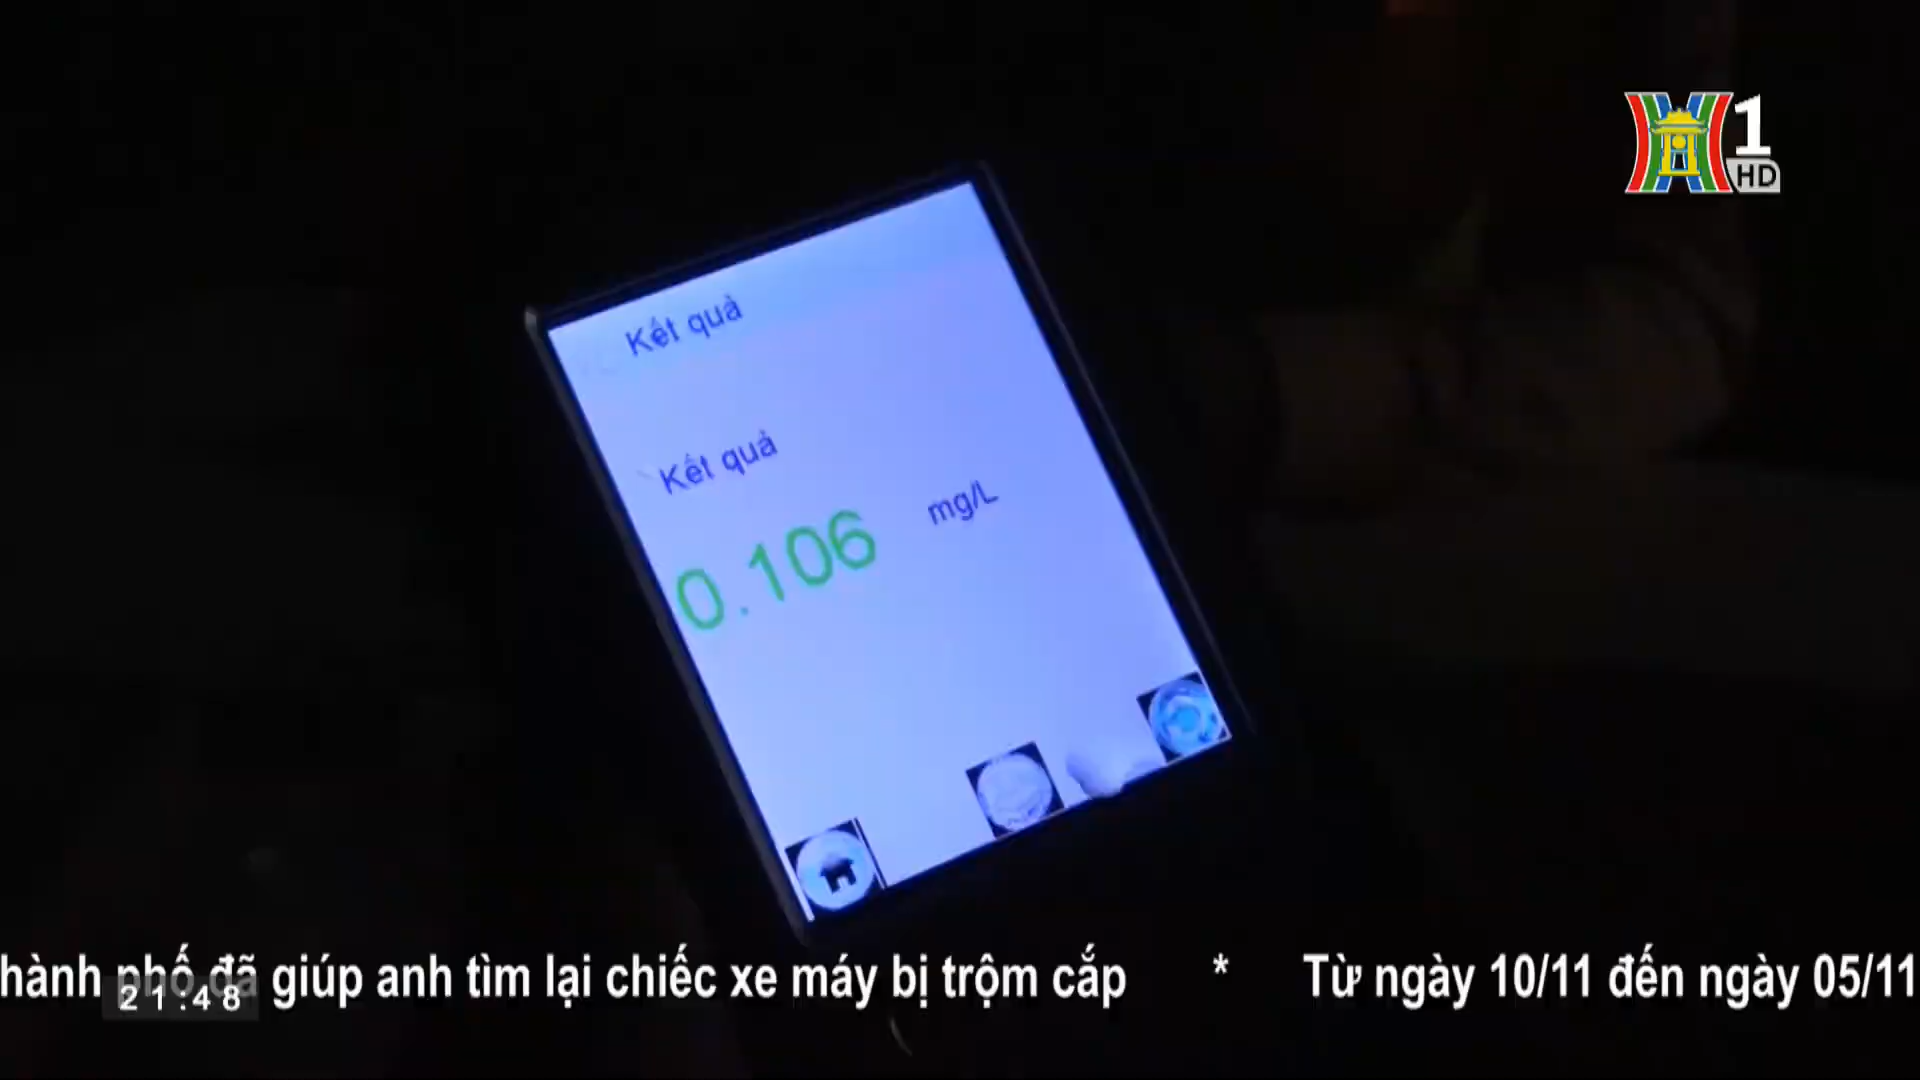 1
HD
Kết quả
Kết quả
0.106 mg/L
hành phố đã giúp anh tìm lại chiếc xe máy bị trộm cắp * Từ ngày 10/11 đến ngày 05/11
21:48